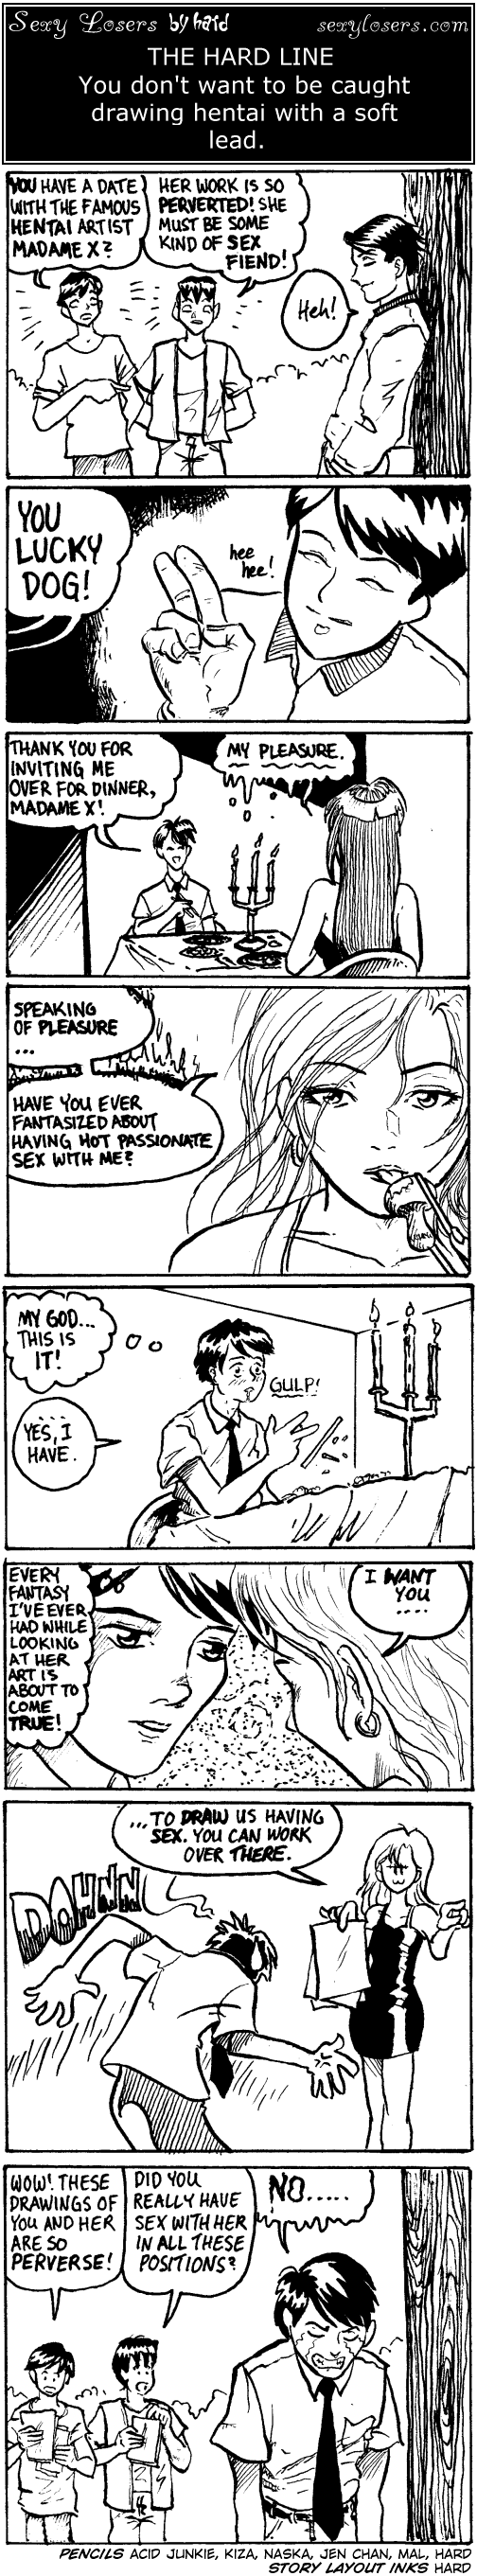 Sexy Losers by hard
sexylosers.com
THE HARD LINE
You don't want to be caught
drawing hentai with a soft
lead.
YOU HAVE A DATE
WITH THE FAMOUS
HENTAI ARTIST
MADAME X?
HER WORK IS SO
PERVERTED! SHE
MUST BE SOME
KIND OF SEX
FIEND!
Heh!
YOU
LUCKY
DOG!
hee
hee!
THANK YOU FOR
INVITING ME
OVER FOR DINNER,
MADAME X!
MY PLEASURE.
SPEAKING
OF PLEASURE
...
HAVE YOU EVER
FANTASIZED ABOUT
HAVING HOT PASSIONATE
SEX WITH ME?
MY GOD...
THIS IS
IT!
GULP!
....
YES, I
HAVE.
EVERY
FANTASY
I'VE EVER
HAD WHILE
LOOKING
AT HER
ART IS
ABOUT TO
COME
TRUE!
I WANT
YOU
....
...TO DRAW US HAVING
SEX. YOU CAN WORK
OVER THERE.
DOHNN
WOW! THESE
DRAWINGS OF
YOU AND HER
ARE SO
PERVERSE!
DID YOU
REALLY HAVE
SEX WITH HER
IN ALL THESE
POSITIONS?
NO.....
PENCILS ACID JUNKIE, KIZA, NASKA, JEN CHAN, MAL, HARD
STORY LAYOUT INKS HARD